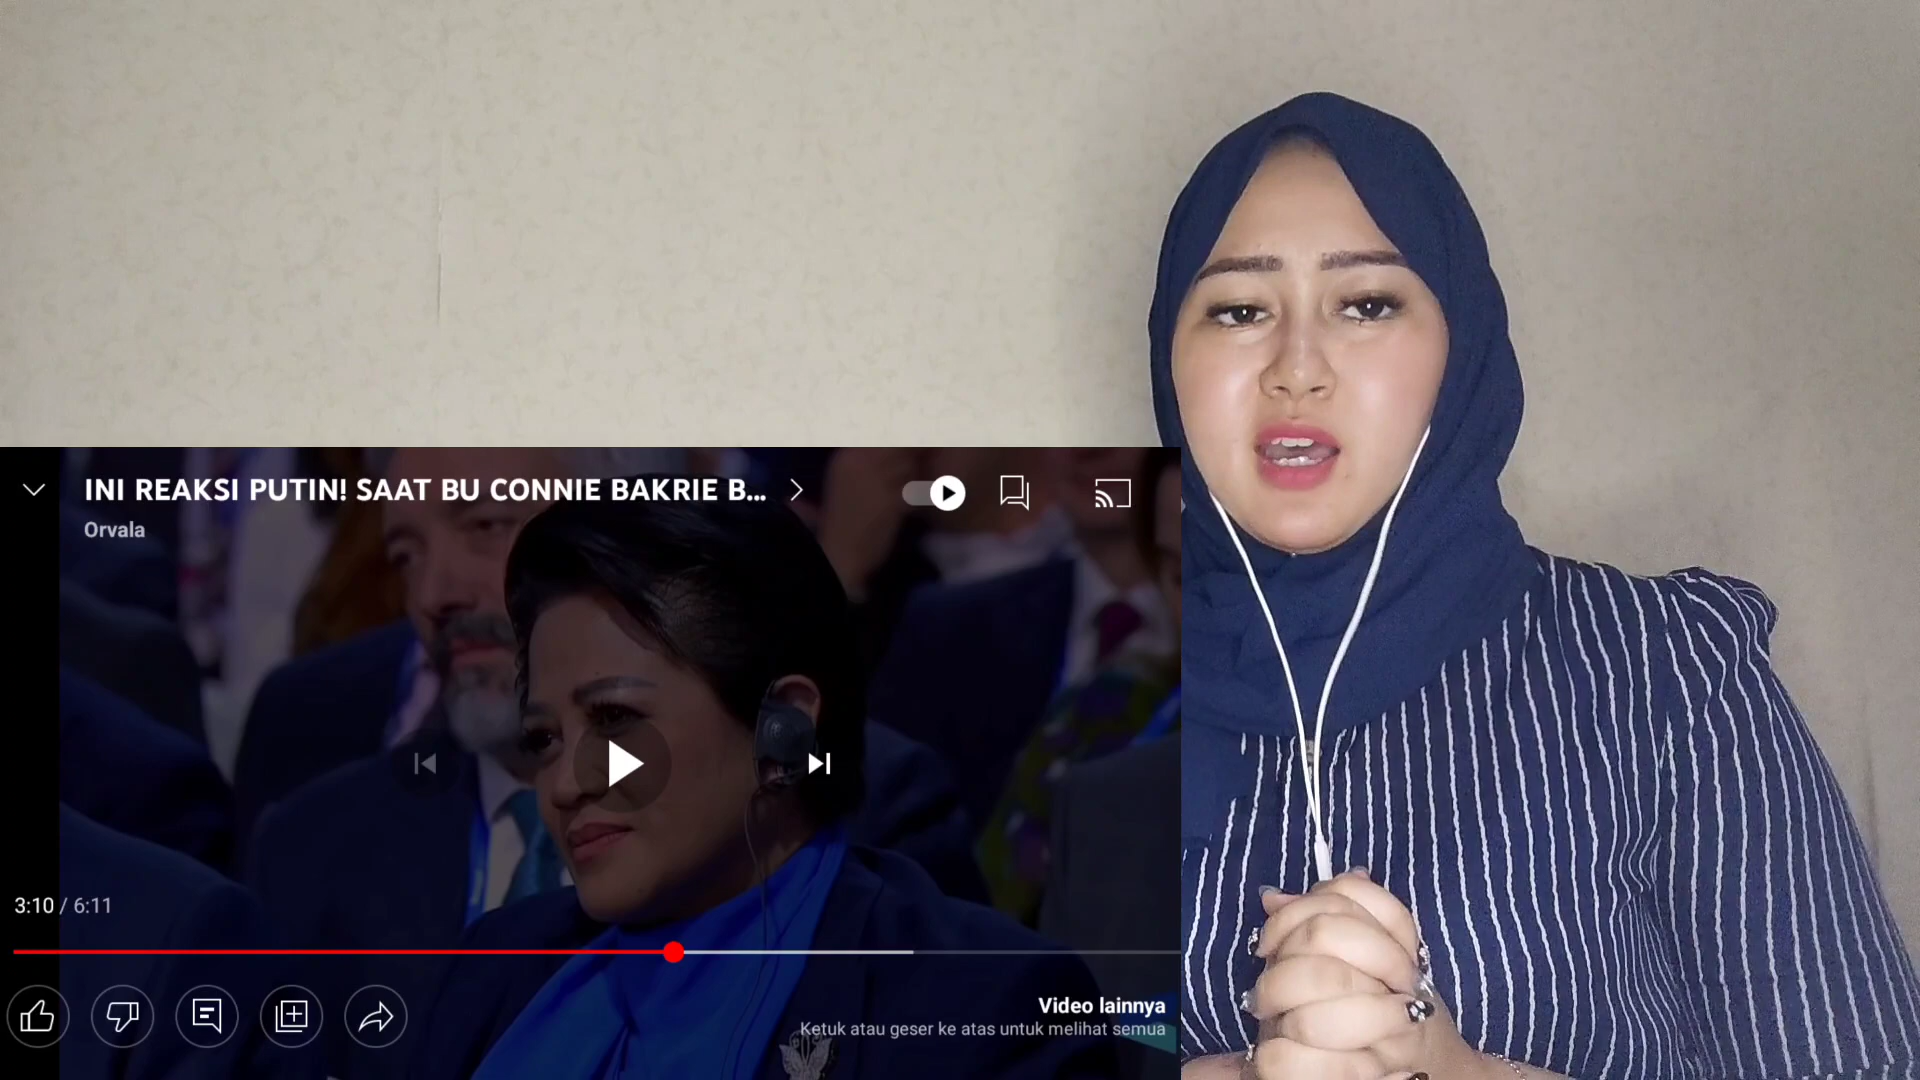 INI REAKSI PUTIN! SAAT BU CONNIE BAKRIE B...
Orvala
3:10 / 6:11
Video lainnya
Ketuk atau geser ke atas untuk melihat semua